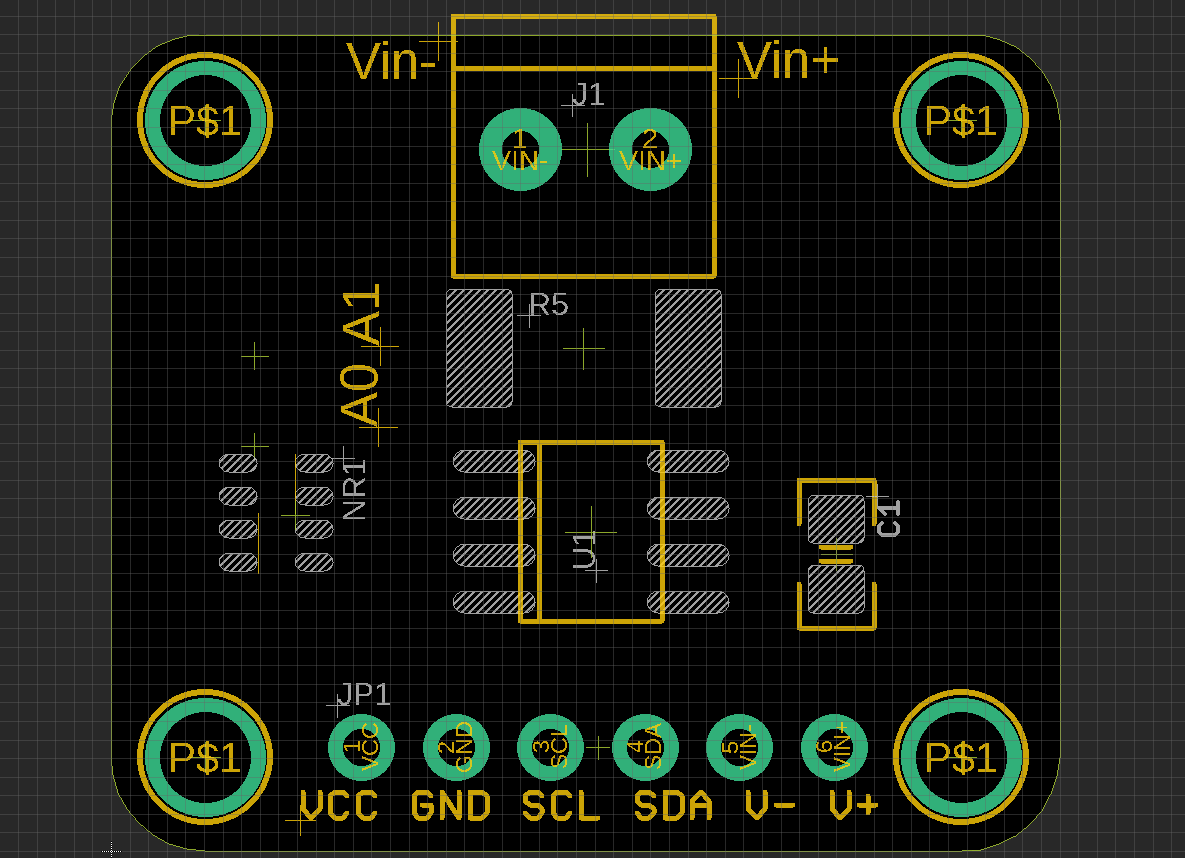 Vin- Vin+
P$1 J1 P$1
1 2
VIN- VIN+
A0 A1
R5
NR1
U1
C1
JP1
P$1 P$1
1 VCC
2 GND
3 SCL
4 SDA
5 VIN-
6 VIN+
VCC GND SCL SDA V- V+